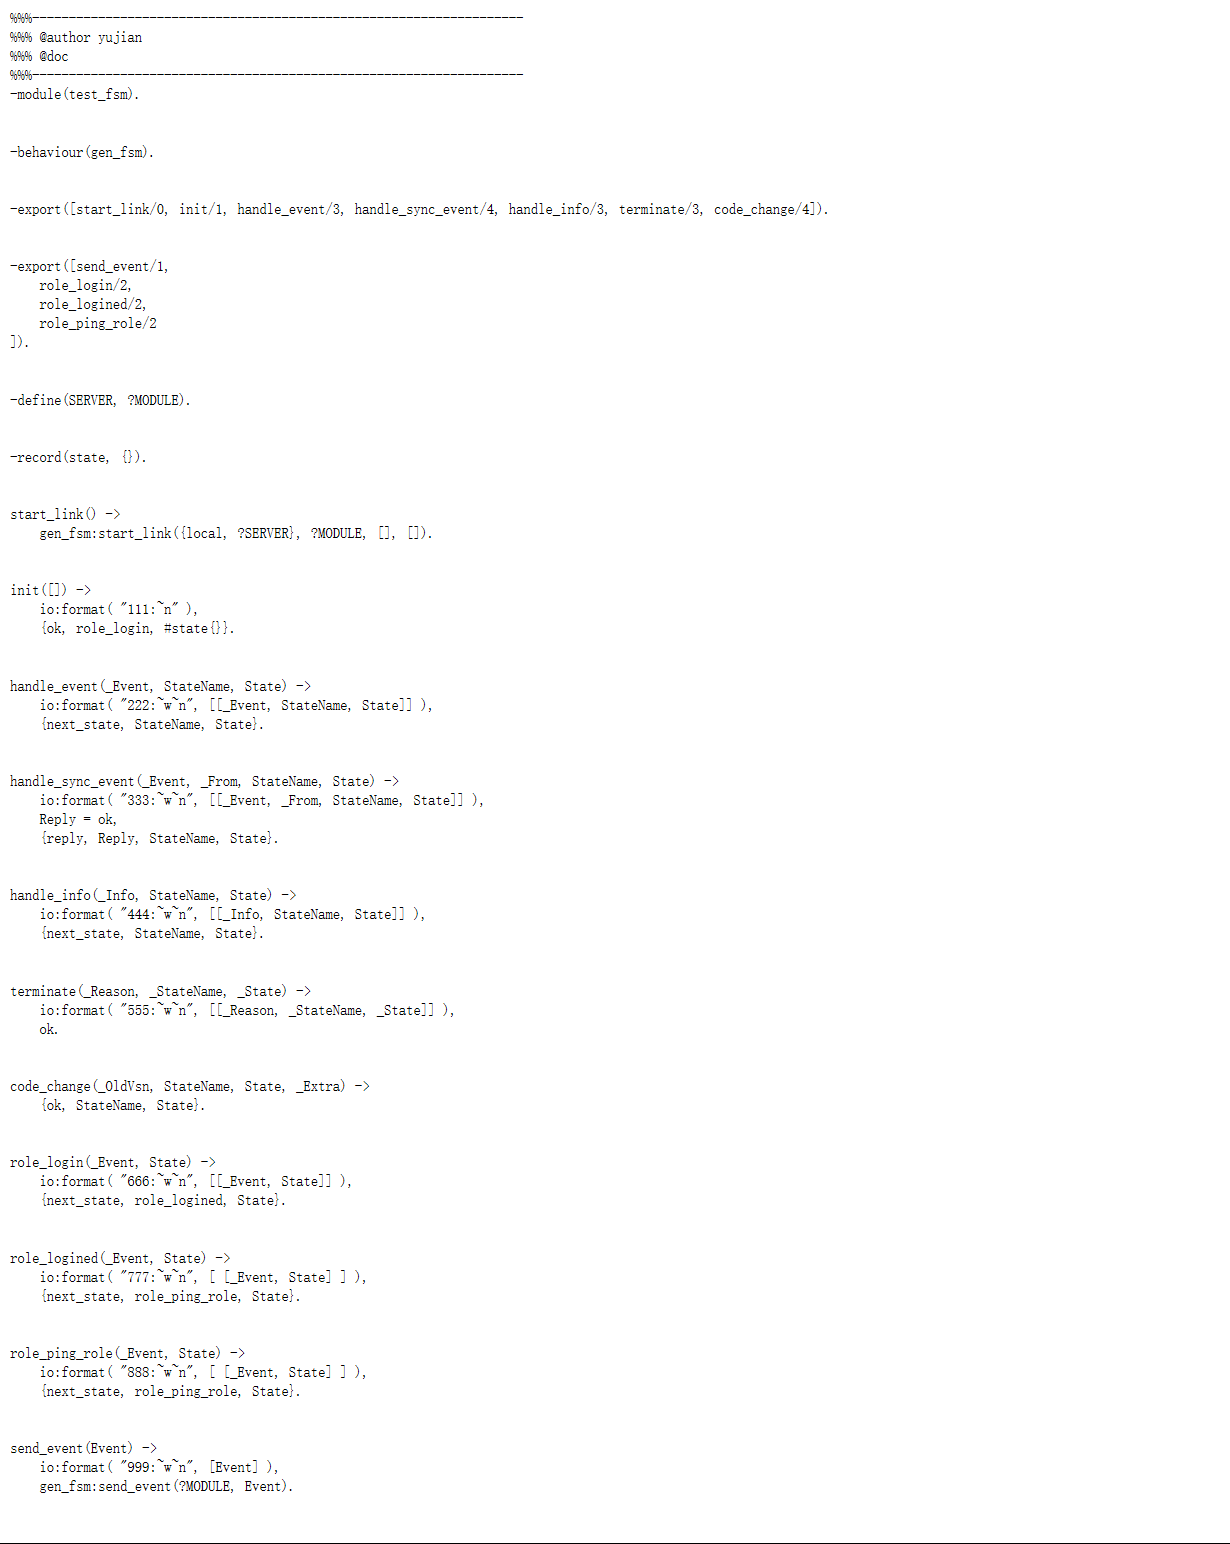 %%%-------------------------------------------------------------------
%%% @author yujian
%%% @doc
%%%-------------------------------------------------------------------
-module(test_fsm).
-behaviour(gen_fsm).
-export([start_link/0, init/1, handle_event/3, handle_sync_event/4, handle_info/3, terminate/3, code_change/4]).
-export([send_event/1,
    role_login/2,
    role_logined/2,
    role_ping_role/2
]).
-define(SERVER, ?MODULE).
-record(state, {}).
start_link() ->
    gen_fsm:start_link({local, ?SERVER}, ?MODULE, [], []).
init([]) ->
    io:format( "111:~n" ),
    {ok, role_login, #state{}}.
handle_event(_Event, StateName, State) ->
    io:format( "222:~w~n", [[_Event, StateName, State]] ),
    {next_state, StateName, State}.
handle_sync_event(_Event, _From, StateName, State) ->
    io:format( "333:~w~n", [[_Event, _From, StateName, State]] ),
    Reply = ok,
    {reply, Reply, StateName, State}.
handle_info(_Info, StateName, State) ->
    io:format( "444:~w~n", [[_Info, StateName, State]] ),
    {next_state, StateName, State}.
terminate(_Reason, _StateName, _State) ->
    io:format( "555:~w~n", [[_Reason, _StateName, _State]] ),
    ok.
code_change(_OldVsn, StateName, State, _Extra) ->
    {ok, StateName, State}.
role_login(_Event, State) ->
    io:format( "666:~w~n", [[_Event, State]] ),
    {next_state, role_logined, State}.
role_logined(_Event, State) ->
    io:format( "777:~w~n", [ [_Event, State] ] ),
    {next_state, role_ping_role, State}.
role_ping_role(_Event, State) ->
    io:format( "888:~w~n", [ [_Event, State] ] ),
    {next_state, role_ping_role, State}.
send_event(Event) ->
    io:format( "999:~w~n", [Event] ),
    gen_fsm:send_event(?MODULE, Event).